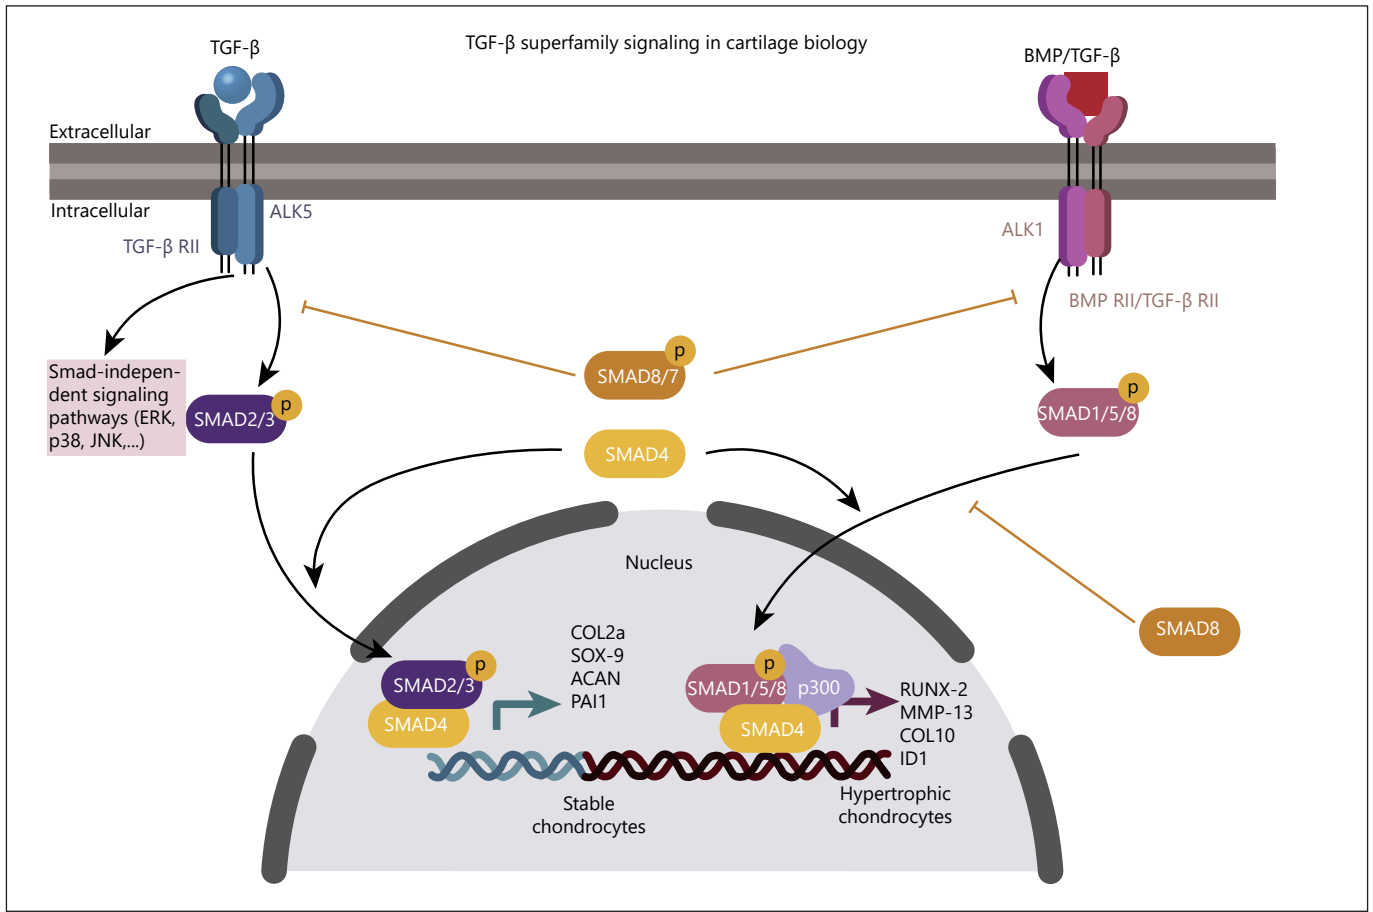 TGF-β superfamily signaling in cartilage biology
TGF-β
BMP/TGF-β
Extracellular
Intracellular
ALK5
TGF-β RII
ALK1
BMP RII/TGF-β RII
Smad-indepen-
dent signaling
pathways (ERK,
p38, JNK,...)
p
SMAD2/3
p
SMAD8/7
p
SMAD1/5/8
SMAD4
Nucleus
SMAD8
p
SMAD2/3
SMAD4
COL2a
SOX-9
ACAN
PAI1
p
SMAD1/5/8
p300
SMAD4
RUNX-2
MMP-13
COL10
ID1
Stable
chondrocytes
Hypertrophic
chondrocytes